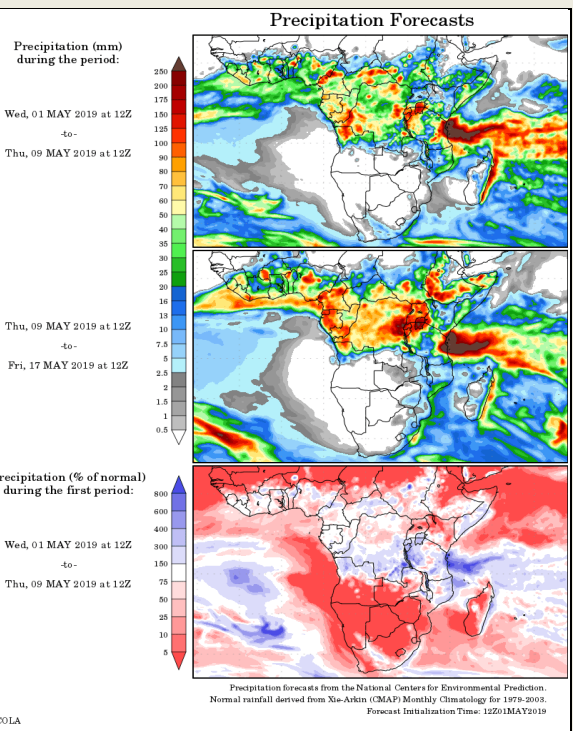 Precipitation Forecasts
Precipitation (mm)
during the period:
Wed, 01 MAY 2019 at 12Z
-to-
Thu, 09 MAY 2019 at 12Z
250
200
175
150
125
100
90
80
70
60
50
40
35
30
25
20
16
13
10
7.5
5
2.5
2
1.5
1
0.5
Thu, 09 MAY 2019 at 12Z
-to-
Fri, 17 MAY 2019 at 12Z
recipitation (% of normal)
during the first period:
Wed, 01 MAY 2019 at 12Z
-to-
Thu, 09 MAY 2019 at 12Z
800
600
400
300
150
75
50
25
10
5
Precipitation forecasts from the National Centers for Environmental Prediction.
Normal rainfall derived from Xie-Arkin (CMAP) Monthly Climatology for 1979-2003.
Forecast Initialization Time: 12Z01MAY2019
COLA